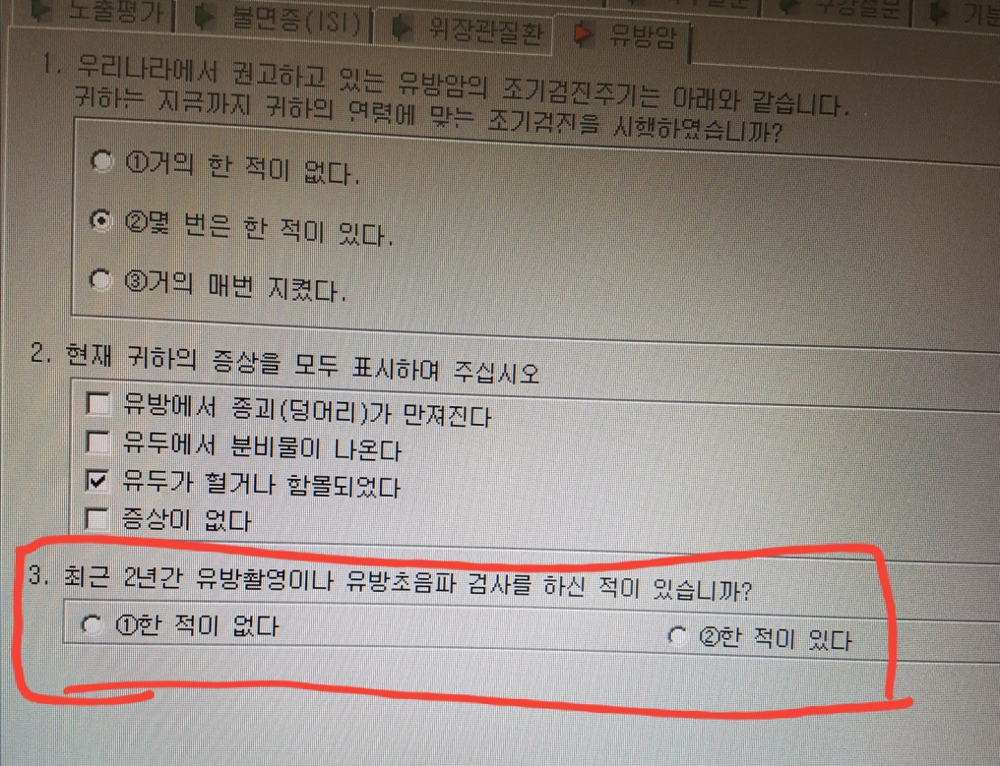 노출평가 불면증(ISI) 위장관질환 유방암
1. 우리나라에서 권고하고 있는 유방암의 조기검진주기는 아래와 같습니다.
귀하는 지금까지 귀하의 연령에 맞는 조기검진을 시행하였습니까?
①거의 한 적이 없다.
②몇 번은 한 적이 있다.
③거의 매번 지켰다.
2. 현재 귀하의 증상을 모두 표시하여 주십시오
유방에서 종괴(덩어리)가 만져진다
유두에서 분비물이 나온다
유두가 헐거나 함몰되었다
증상이 없다
3. 최근 2년간 유방촬영이나 유방초음파 검사를 하신 적이 있습니까?
①한 적이 없다 ②한 적이 있다